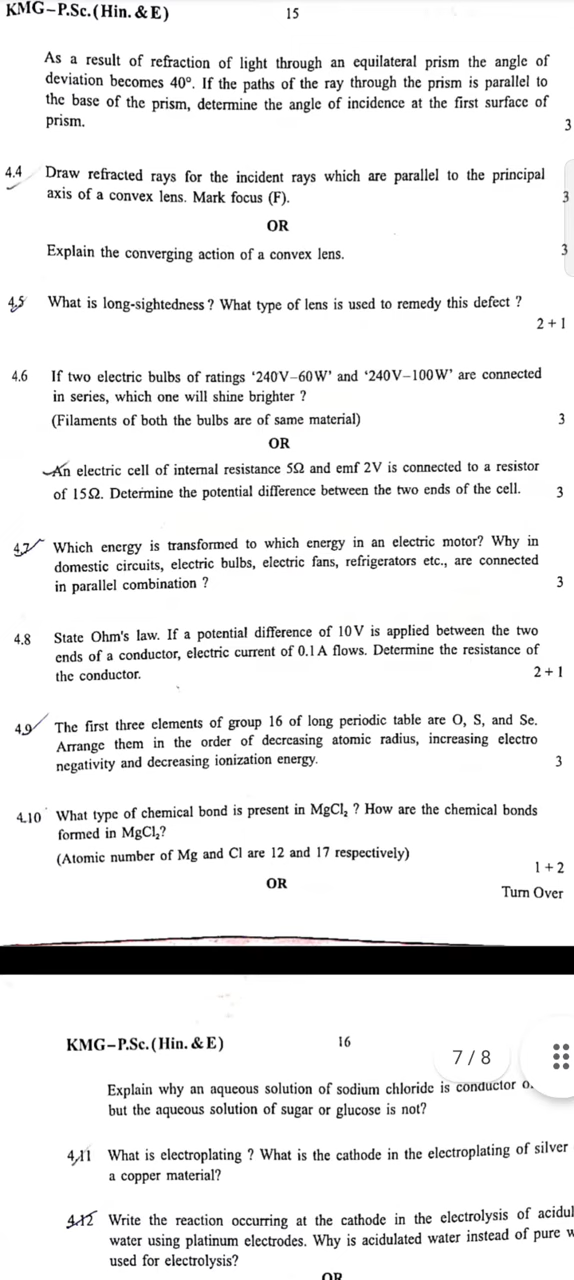 KMG–P.Sc.(Hin. & E) 15
As a result of refraction of light through an equilateral prism the angle of
deviation becomes 40°. If the paths of the ray through the prism is parallel to
the base of the prism, determine the angle of incidence at the first surface of
prism. 3
4.4 Draw refracted rays for the incident rays which are parallel to the principal
axis of a convex lens. Mark focus (F). 3
OR
Explain the converging action of a convex lens. 3
4.5 What is long-sightedness ? What type of lens is used to remedy this defect ?
2 + 1
4.6 If two electric bulbs of ratings ‘240V–60W’ and ‘240V–100W’ are connected
in series, which one will shine brighter ?
(Filaments of both the bulbs are of same material) 3
OR
An electric cell of internal resistance 5Ω and emf 2V is connected to a resistor
of 15Ω. Determine the potential difference between the two ends of the cell. 3
4.7 Which energy is transformed to which energy in an electric motor? Why in
domestic circuits, electric bulbs, electric fans, refrigerators etc., are connected
in parallel combination ? 3
4.8 State Ohm's law. If a potential difference of 10V is applied between the two
ends of a conductor, electric current of 0.1A flows. Determine the resistance of
the conductor. 2 + 1
4.9 The first three elements of group 16 of long periodic table are O, S, and Se.
Arrange them in the order of decreasing atomic radius, increasing electro
negativity and decreasing ionization energy. 3
4.10 What type of chemical bond is present in MgCl₂ ? How are the chemical bonds
formed in MgCl₂?
(Atomic number of Mg and Cl are 12 and 17 respectively)
1 + 2
OR
Turn Over
KMG–P.Sc.(Hin. & E) 16
7 / 8
Explain why an aqueous solution of sodium chloride is conductor
but the aqueous solution of sugar or glucose is not?
4.11 What is electroplating ? What is the cathode in the electroplating of silver
a copper material?
4.12 Write the reaction occurring at the cathode in the electrolysis of acidul
water using platinum electrodes. Why is acidulated water instead of pure
used for electrolysis?
OR